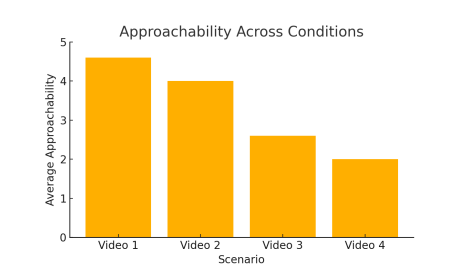 Approachability Across Conditions
Average Approachability
5
4
3
2
1
0
Video 1
Video 2
Video 3
Video 4
Scenario